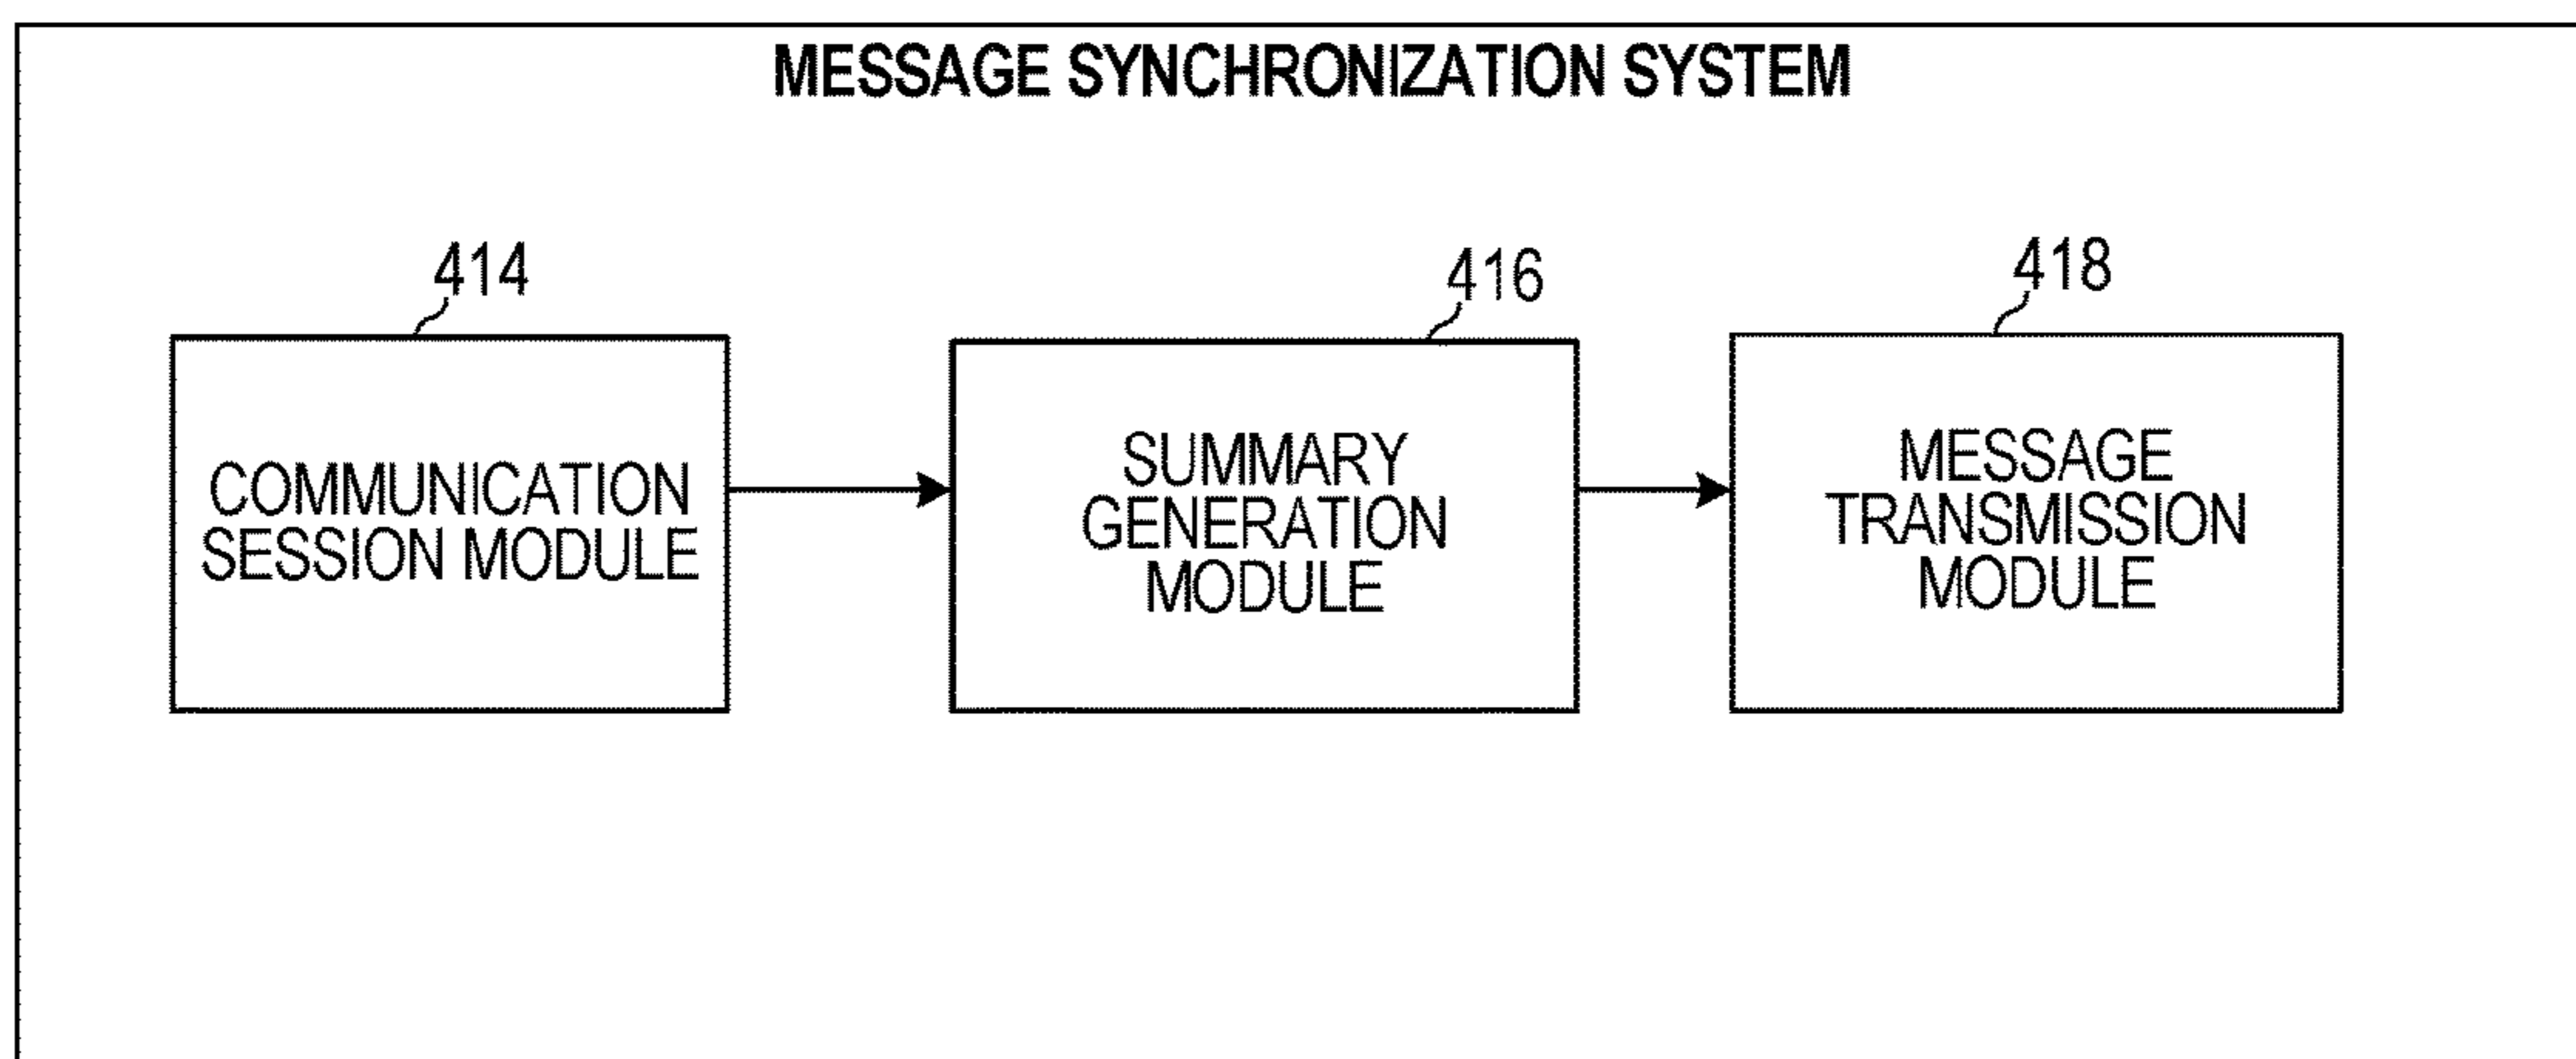 MESSAGE SYNCHRONIZATION SYSTEM
414
416
418
COMMUNICATION
SESSION MODULE
SUMMARY
GENERATION
MODULE
MESSAGE
TRANSMISSION
MODULE